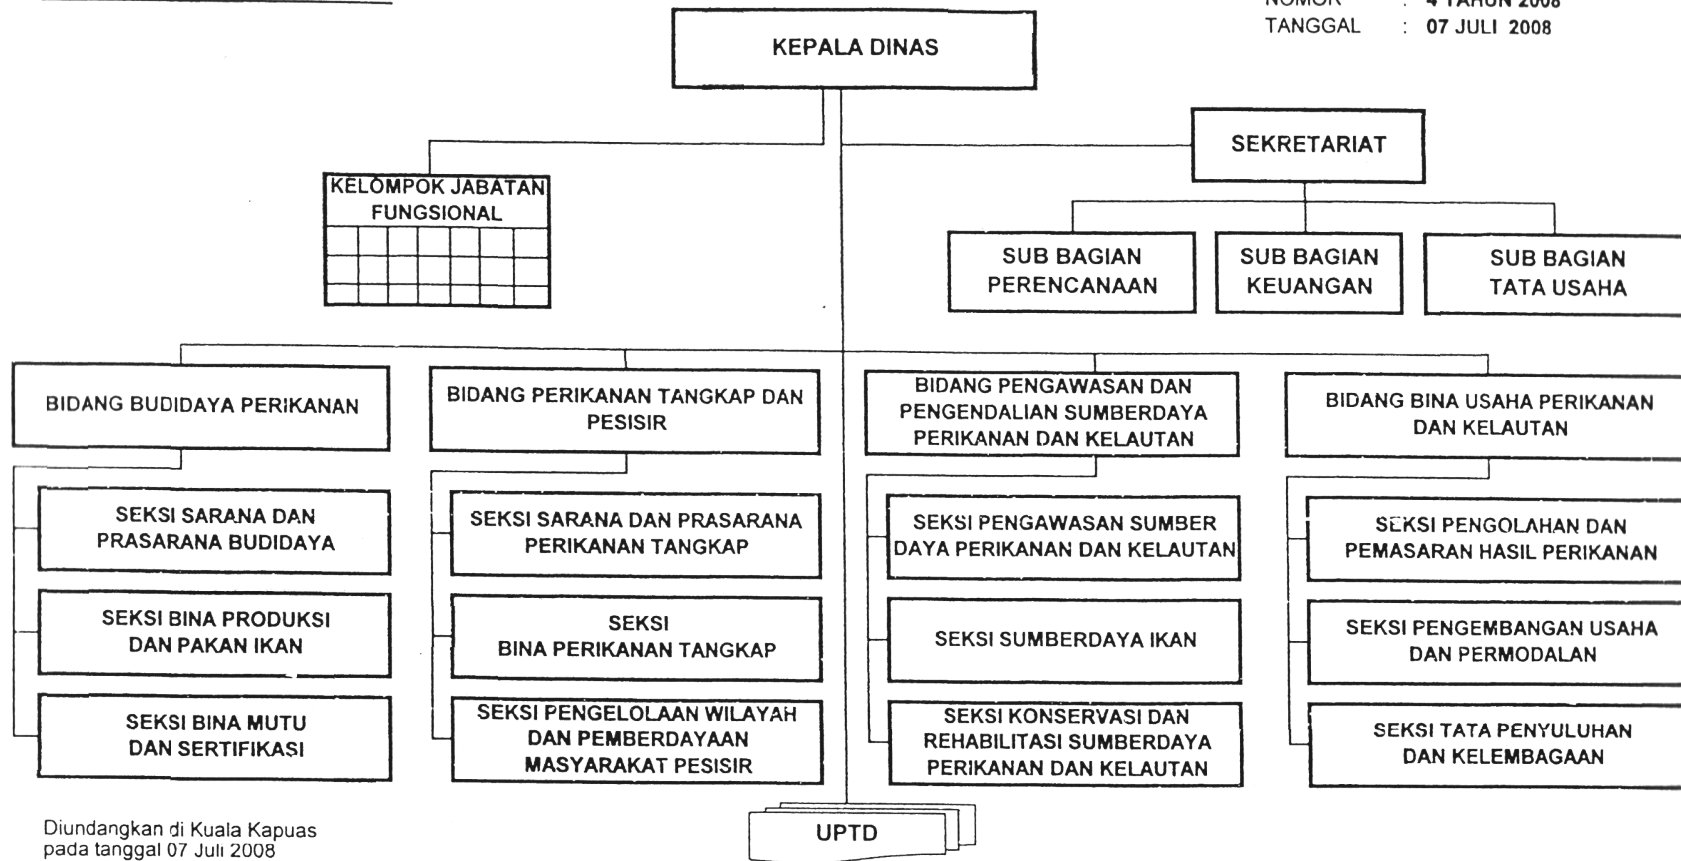 NOMOR : 4 TAHUN 2008
TANGGAL : 07 JULI 2008
KEPALA DINAS
SEKRETARIAT
KELOMPOK JABATAN
FUNGSIONAL
SUB BAGIAN
PERENCANAAN
SUB BAGIAN
KEUANGAN
SUB BAGIAN
TATA USAHA
BIDANG BUDIDAYA PERIKANAN
BIDANG PERIKANAN TANGKAP DAN
PESISIR
BIDANG PENGAWASAN DAN
PENGENDALIAN SUMBERDAYA
PERIKANAN DAN KELAUTAN
BIDANG BINA USAHA PERIKANAN
DAN KELAUTAN
SEKSI SARANA DAN
PRASARANA BUDIDAYA
SEKSI SARANA DAN PRASARANA
PERIKANAN TANGKAP
SEKSI PENGAWASAN SUMBER
DAYA PERIKANAN DAN KELAUTAN
SEKSI PENGOLAHAN DAN
PEMASARAN HASIL PERIKANAN
SEKSI BINA PRODUKSI
DAN PAKAN IKAN
SEKSI
BINA PERIKANAN TANGKAP
SEKSI SUMBERDAYA IKAN
SEKSI PENGEMBANGAN USAHA
DAN PERMODALAN
SEKSI BINA MUTU
DAN SERTIFIKASI
SEKSI PENGELOLAAN WILAYAH
DAN PEMBERDAYAAN
MASYARAKAT PESISIR
SEKSI KONSERVASI DAN
REHABILITASI SUMBERDAYA
PERIKANAN DAN KELAUTAN
SEKSI TATA PENYULUHAN
DAN KELEMBAGAAN
UPTD
Diundangkan di Kuala Kapuas
pada tanggal 07 Juli 2008